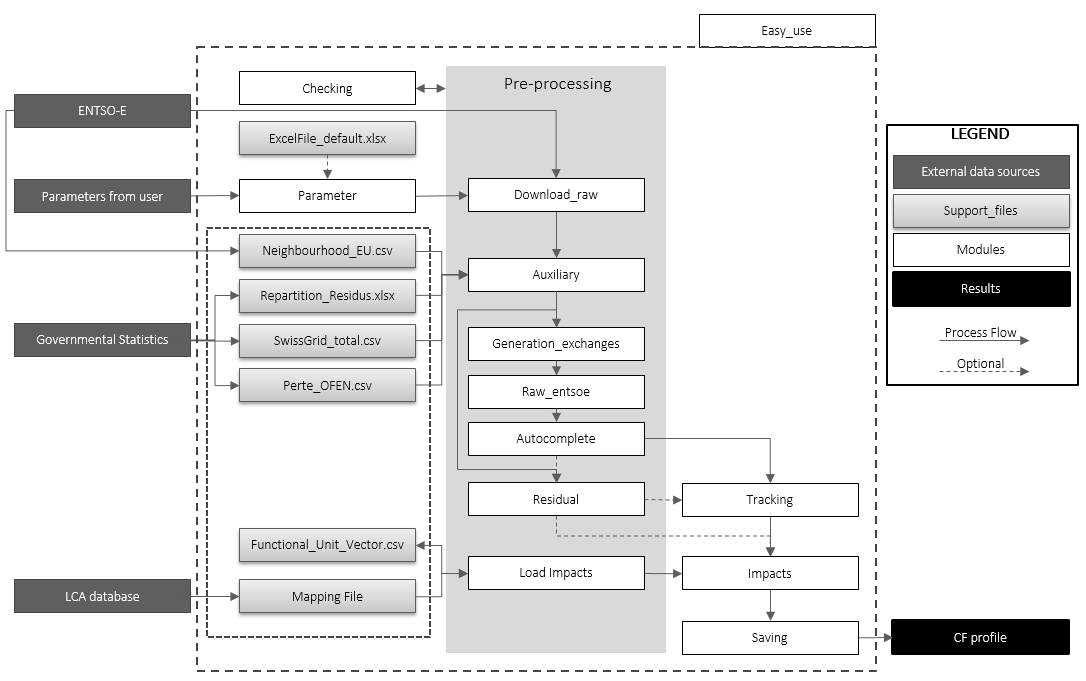 Easy_use
Checking
Pre-processing
ENTSO-E
ExcelFile_default.xlsx
Parameters from user
Parameter
Download_raw
Neighbourhood_EU.csv
Auxiliary
Repartition_Residus.xlsx
Governmental Statistics
SwissGrid_total.csv
Generation_exchanges
Perte_OFEN.csv
Raw_entsoe
Autocomplete
Residual
Tracking
Functional_Unit_Vector.csv
Load Impacts
Impacts
LCA database
Mapping File
Saving
CF profile
LEGEND
External data sources
Support_files
Modules
Results
Process Flow
Optional